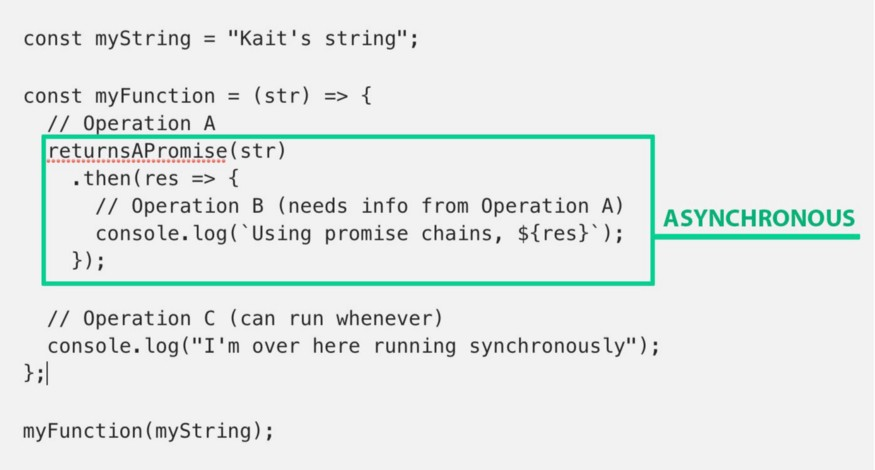 const myString = "Kait's string";
const myFunction = (str) => {
// Operation A
returnsAPromise(str)
.then(res => {
// Operation B (needs info from Operation A)
console.log(`Using promise chains, ${res}`);
});
ASYNCHRONOUS
// Operation C (can run whenever)
console.log("I'm over here running synchronously");
};
myFunction(myString);